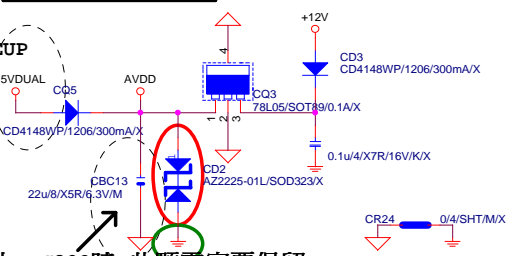 +12V
EUP
4
5VDUAL
CQ5
AVDD
CD3
CD4148WP/1206/300mA/X
CQ3
78L05/SOT89/0.1A/X
1
2
3
CD4148WP/1206/300mA/X
0.1u/4/X7R/16V/K/X
CD2
AZ2225-01L/SOD323/X
CBC13
22u/8/X5R/6.3V/M
CR24
0/4/SHT/M/X